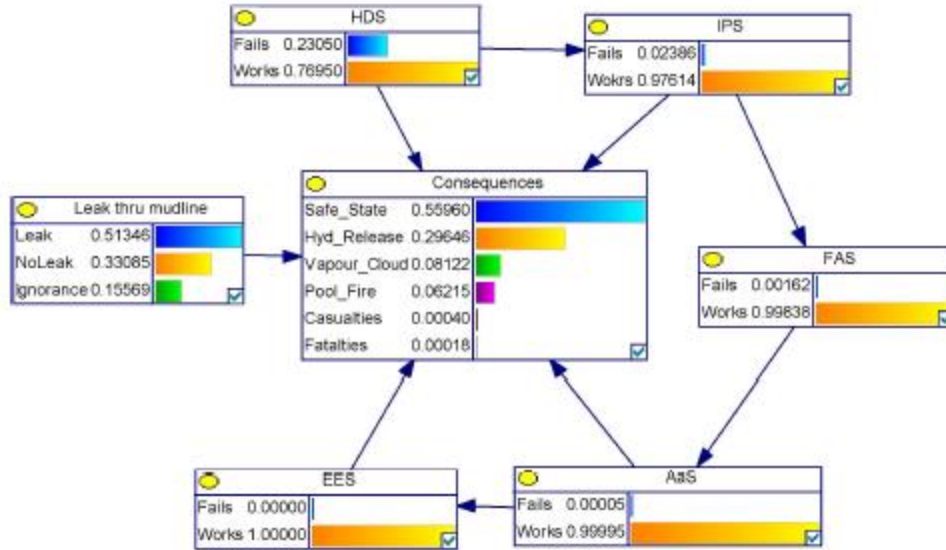 HDS
Fails 0.23050
Works 0.76950
IPS
Fails 0.02386
Wokrs 0.97614
Consequences
Safe_State 0.55960
Hyd_Release 0.29646
Vapour_Cloud 0.08122
Pool_Fire 0.06215
Casualties 0.00040
Fatalties 0.00018
Leak thru mudline
Leak 0.51346
NoLeak 0.33085
Ignorance 0.15569
FAS
Fails 0.00162
Works 0.99838
EES
Fails 0.00000
Works 1.00000
AäS
Fails 0.00005
Works 0.99995